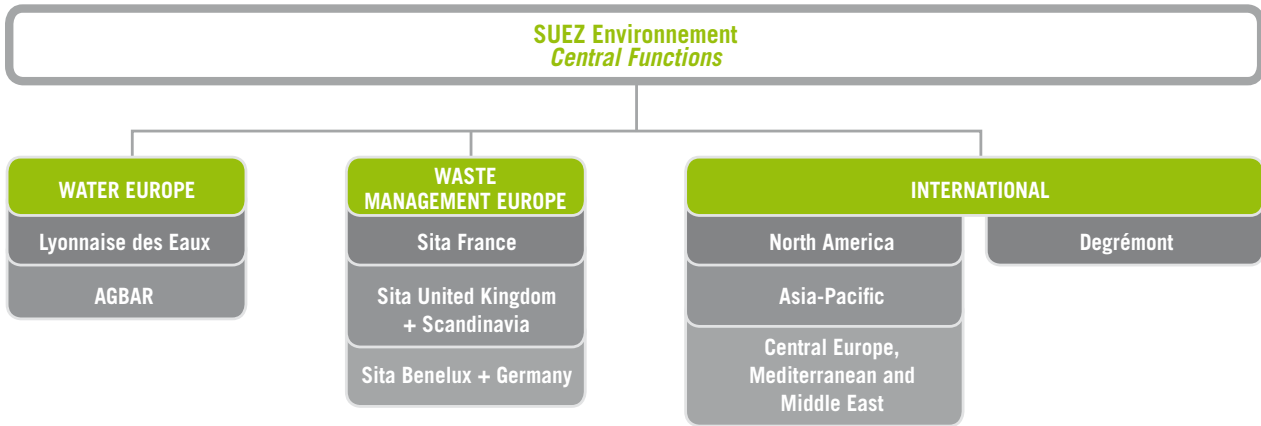 SUEZ Environnement
Central Functions
WATER EUROPE
Lyonnaise des Eaux
AGBAR
WASTE
MANAGEMENT EUROPE
Sita France
Sita United Kingdom
+ Scandinavia
Sita Benelux + Germany
INTERNATIONAL
North America
Asia-Pacific
Central Europe,
Mediterranean and
Middle East
Degrémont